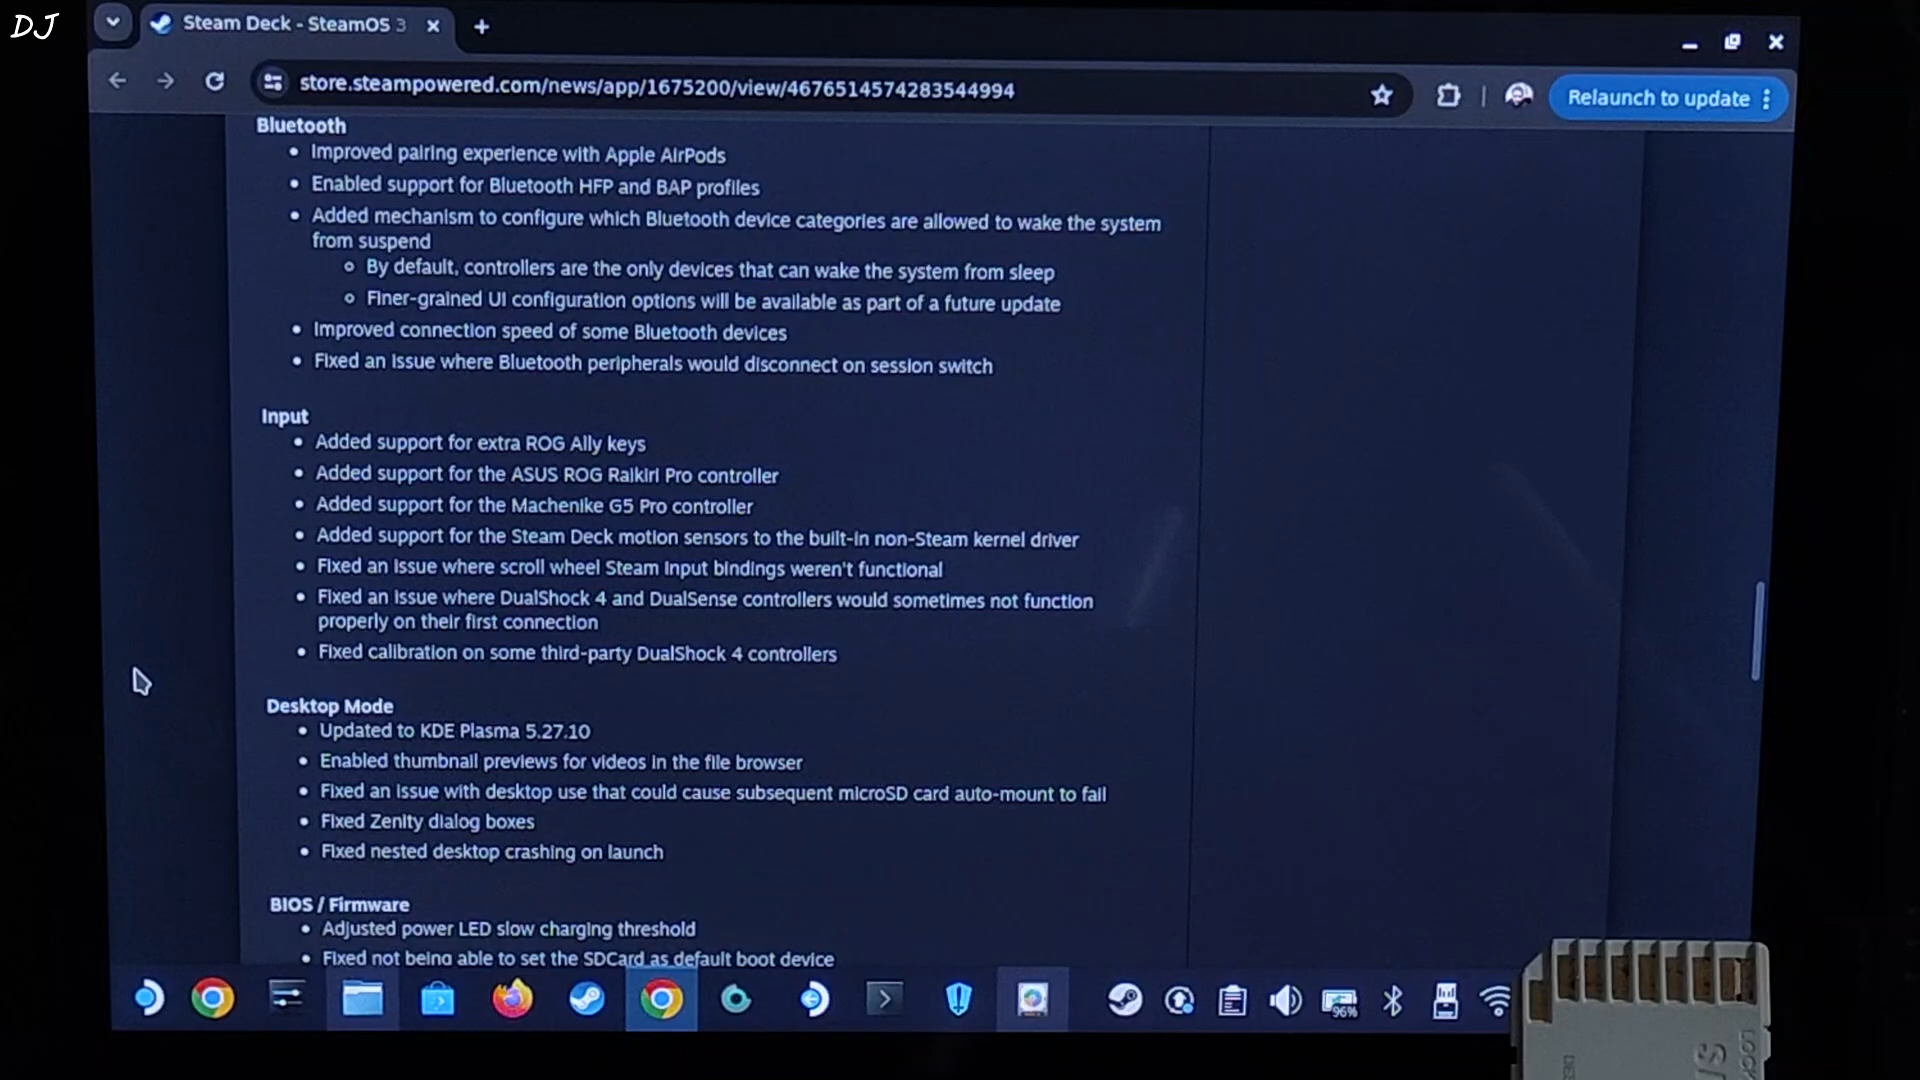 DJ
Steam Deck - SteamOS 3
store.steampowered.com/news/app/1675200/view/4676514574283544994
Relaunch to update
Bluetooth
Improved pairing experience with Apple AirPods
Enabled support for Bluetooth HFP and BAP profiles
Added mechanism to configure which Bluetooth device categories are allowed to wake the system
from suspend
By default, controllers are the only devices that can wake the system from sleep
Finer-grained UI configuration options will be available as part of a future update
Improved connection speed of some Bluetooth devices
Fixed an issue where Bluetooth peripherals would disconnect on session switch
Input
Added support for extra ROG Ally keys
Added support for the ASUS ROG Raikiri Pro controller
Added support for the Machenike G5 Pro controller
Added support for the Steam Deck motion sensors to the built-in non-Steam kernel driver
Fixed an issue where scroll wheel Steam Input bindings weren't functional
Fixed an issue where DualShock 4 and DualSense controllers would sometimes not function
properly on their first connection
Fixed calibration on some third-party DualShock 4 controllers
Desktop Mode
Updated to KDE Plasma 5.27.10
Enabled thumbnail previews for videos in the file browser
Fixed an issue with desktop use that could cause subsequent microSD card auto-mount to fail
Fixed Zenity dialog boxes
Fixed nested desktop crashing on launch
BIOS / Firmware
Adjusted power LED slow charging threshold
Fixed not being able to set the SDCard as default boot device
96%
LOCK